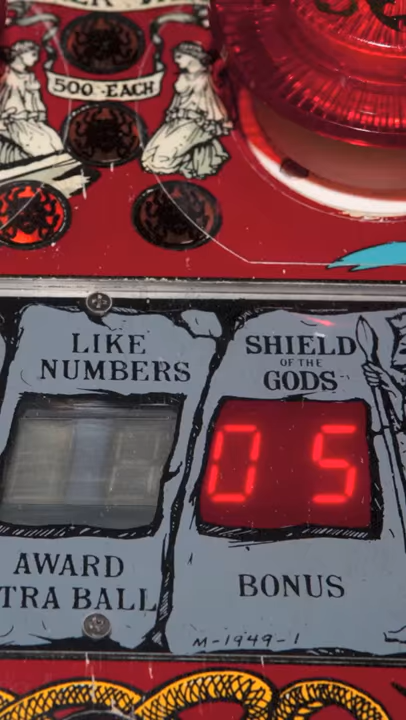 500 EACH
LIKE
NUMBERS
SHIELD
OF THE
GODS
05
AWARD
TRA BALL
BONUS
M-1949-1